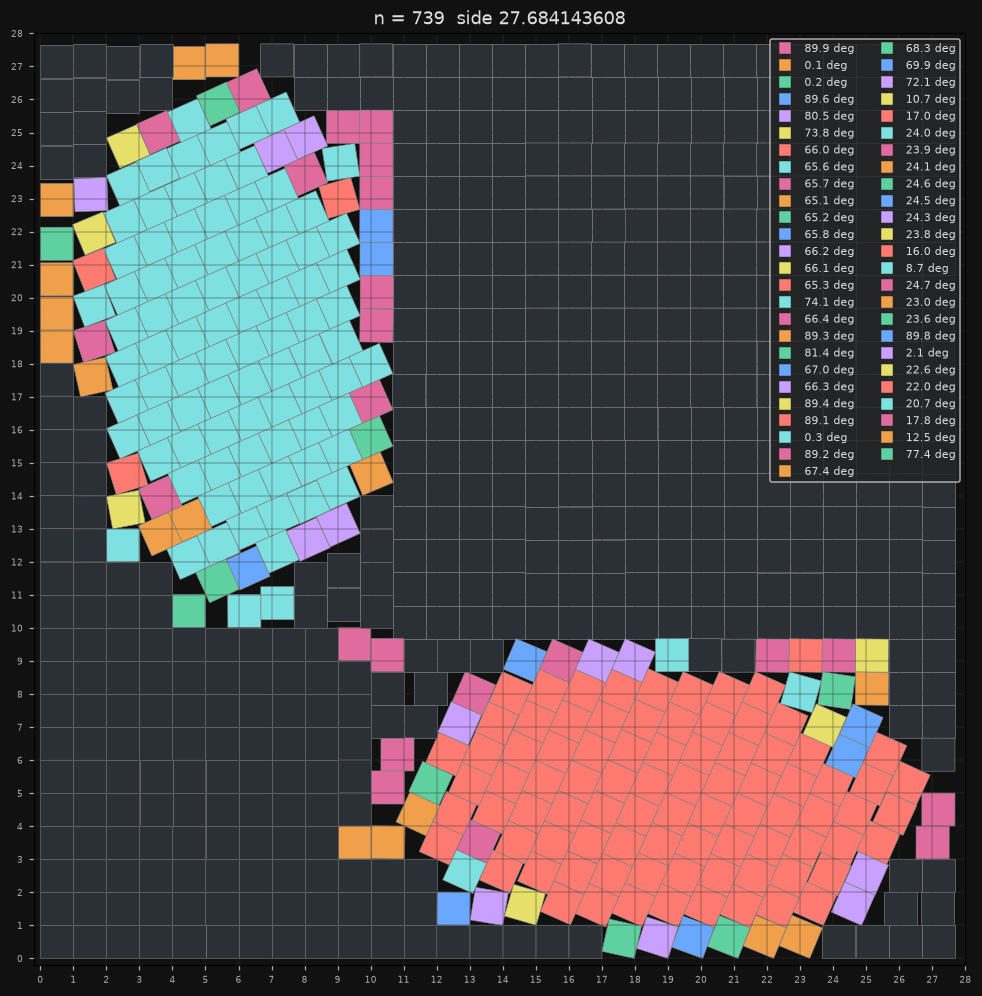 n = 739  side 27.684143608
89.9 deg
0.1 deg
0.2 deg
89.6 deg
80.5 deg
73.8 deg
66.0 deg
65.6 deg
65.7 deg
65.1 deg
65.2 deg
65.8 deg
66.2 deg
66.1 deg
65.3 deg
74.1 deg
66.4 deg
89.3 deg
81.4 deg
67.0 deg
66.3 deg
89.4 deg
89.1 deg
0.3 deg
89.2 deg
67.4 deg
68.3 deg
69.9 deg
72.1 deg
10.7 deg
17.0 deg
24.0 deg
23.9 deg
24.1 deg
24.6 deg
24.5 deg
24.3 deg
23.8 deg
16.0 deg
8.7 deg
24.7 deg
23.0 deg
23.6 deg
89.8 deg
2.1 deg
22.6 deg
22.0 deg
20.7 deg
17.8 deg
12.5 deg
77.4 deg
28
27
26
25
24
23
22
21
20
19
18
17
16
15
14
13
12
11
10
9
8
7
6
5
4
3
2
1
0
0 1 2 3 4 5 6 7 8 9 10 11 12 13 14 15 16 17 18 19 20 21 22 23 24 25 26 27 28